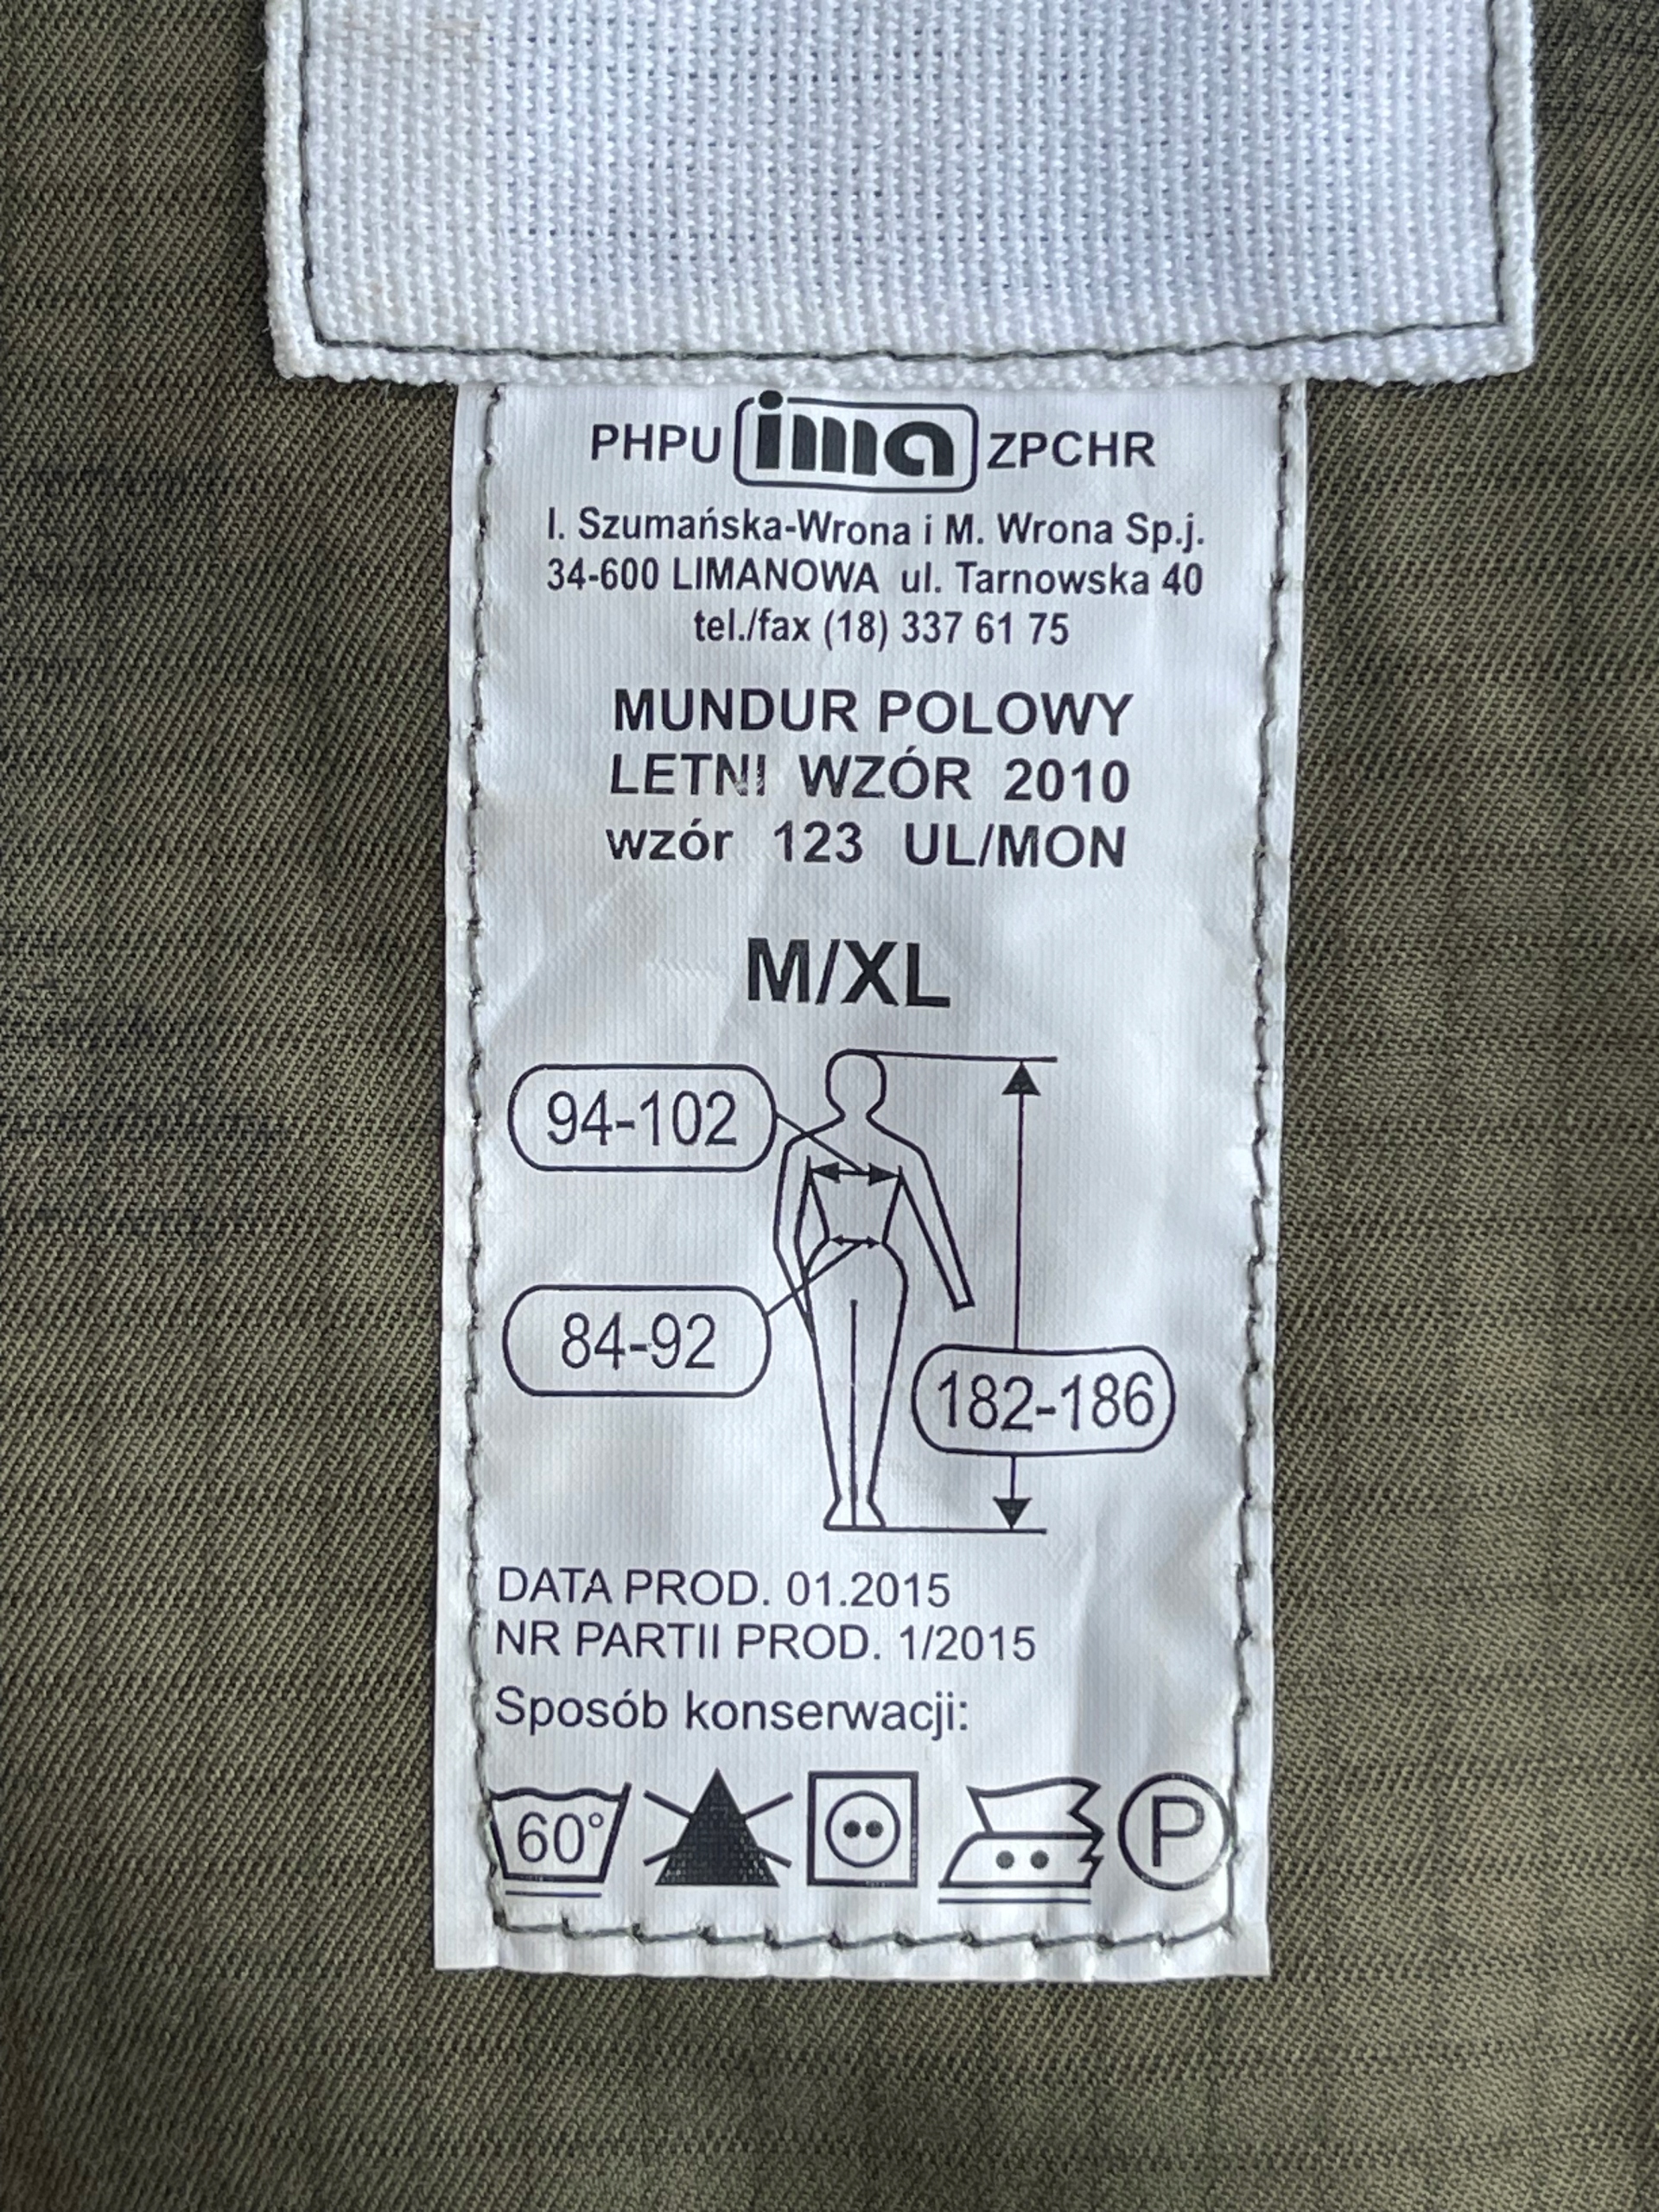 PHPU ima ZPCHR
I. Szumańska-Wrona i M. Wrona Sp.j.
34-600 LIMANOWA ul. Tarnowska 40
tel./fax (18) 337 61 75
MUNDUR POLOWY
LETNI WZÓR 2010
wzór 123 UL/MON
M/XL
94-102
84-92
182-186
DATA PROD. 01.2015
NR PARTII PROD. 1/2015
Sposób konserwacji:
60° P